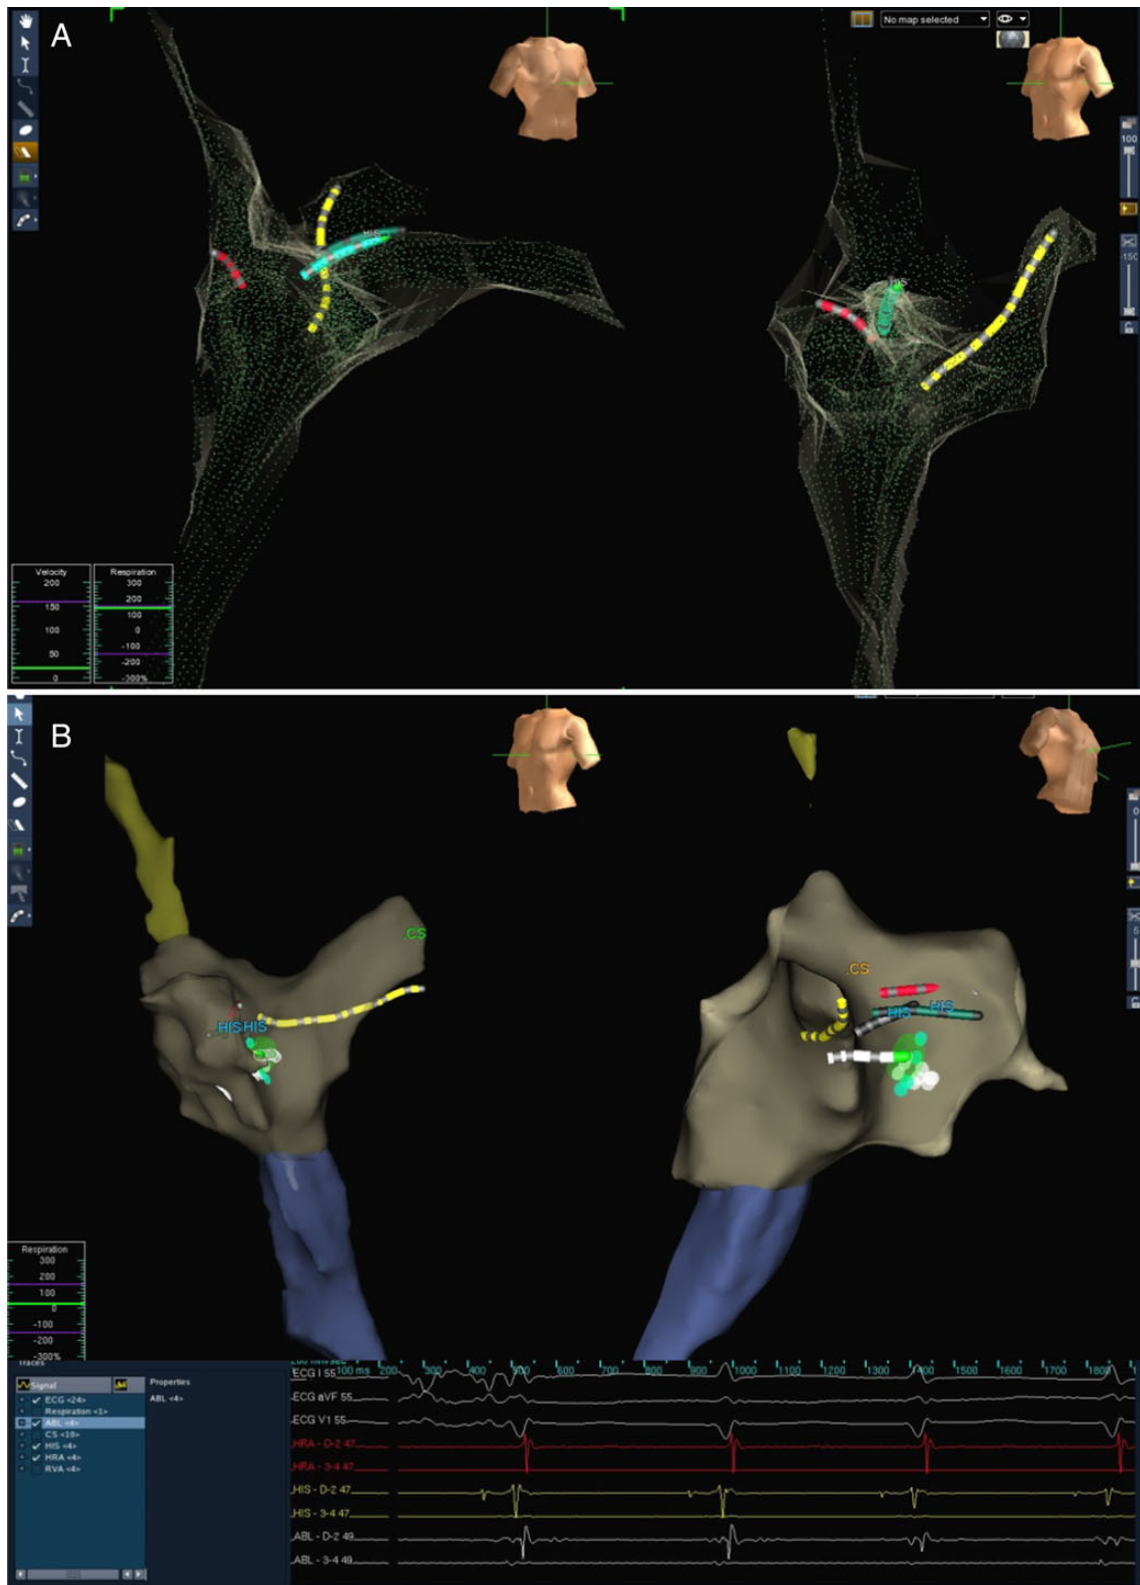 A
No map selected
HIS
100
-150
Velocity
200
150
100
50
0
Respiration
300
200
100
0
-100
-200
-300%
B
.CS
.CS
HIS HIS
HIS
HIS
0
5
Respiration
300
200
100
0
-100
-200
-300%
Traces
100 ms 200 300 400 500 600 700 800 900 1000 1100 1200 1300 1400 1500 1600 1700 1800
Signal
ECG <24>
Respiration <1>
ABL <4>
CS <10>
HIS <4>
HRA <4>
RVA <4>
Properties
ABL <4>
ECG I 55
ECG aVF 55
ECG V1 55
HRA - D-2 47
HRA - 3-4 47
HIS - D-2 47
HIS - 3-4 47
ABL - D-2 49
ABL - 3-4 49